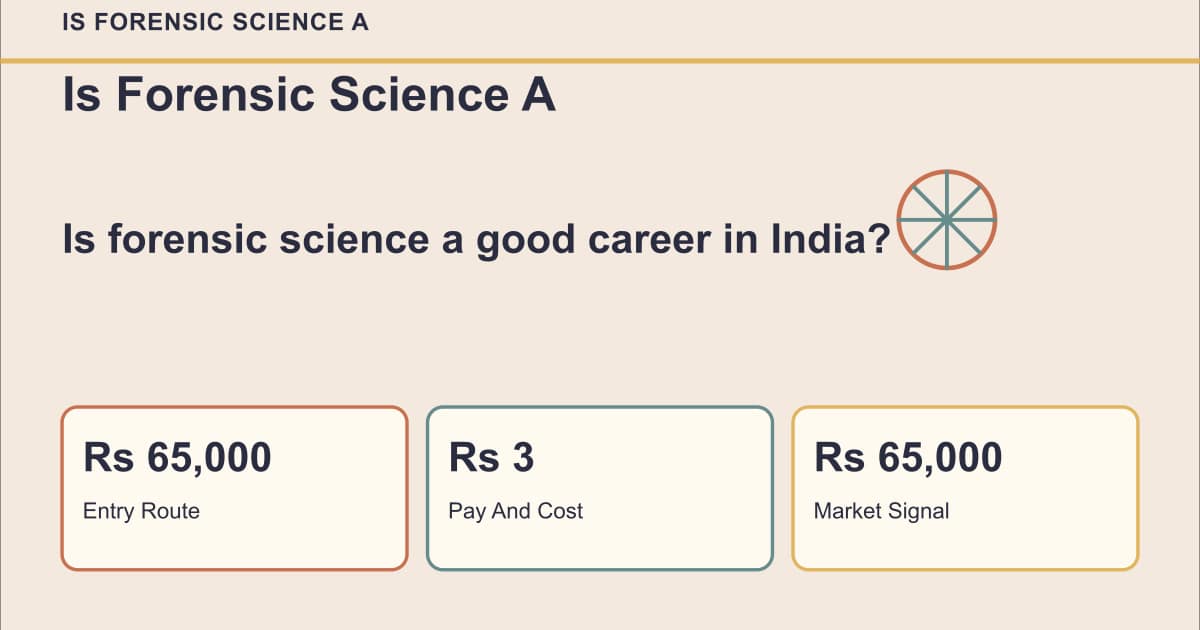 IS FORENSIC SCIENCE A
Is Forensic Science A
Is forensic science a good career in India?
Rs 65,000
Entry Route
Rs 3
Pay And Cost
Rs 65,000
Market Signal